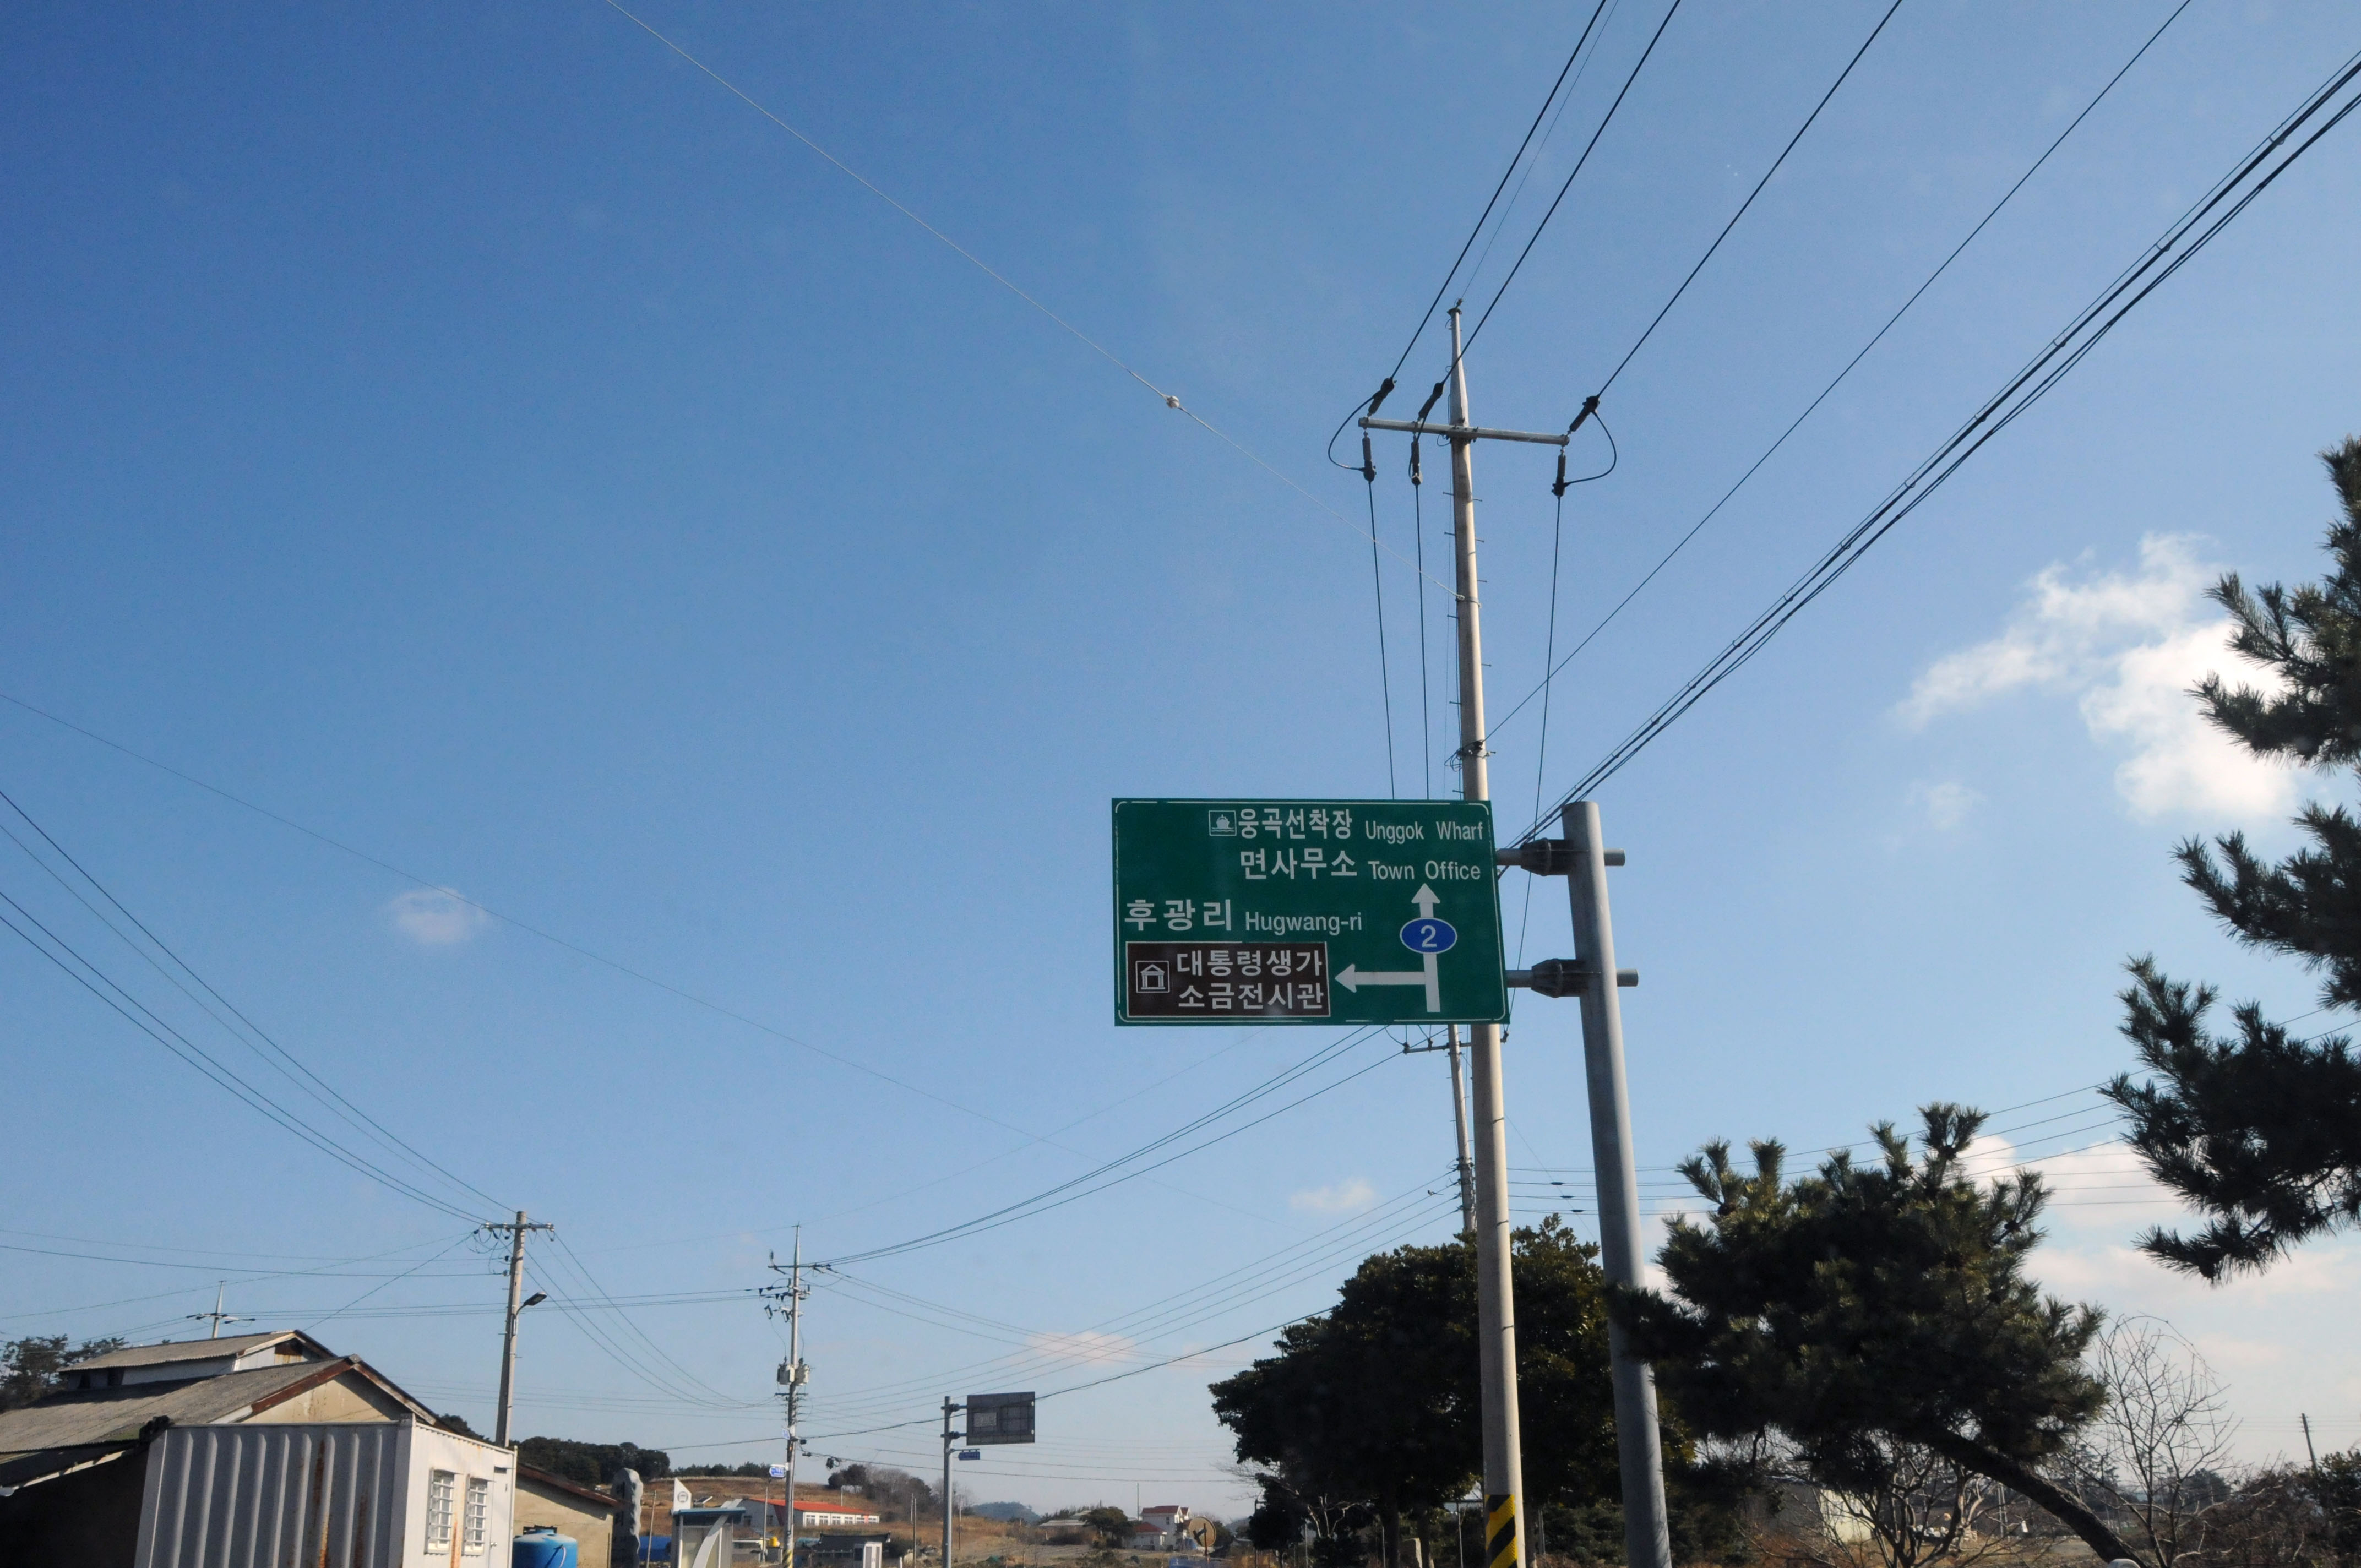 웅곡선착장 Unggok Wharf
면사무소 Town Office
후광리 Hugwang-ri
2
대통령생가
소금전시관